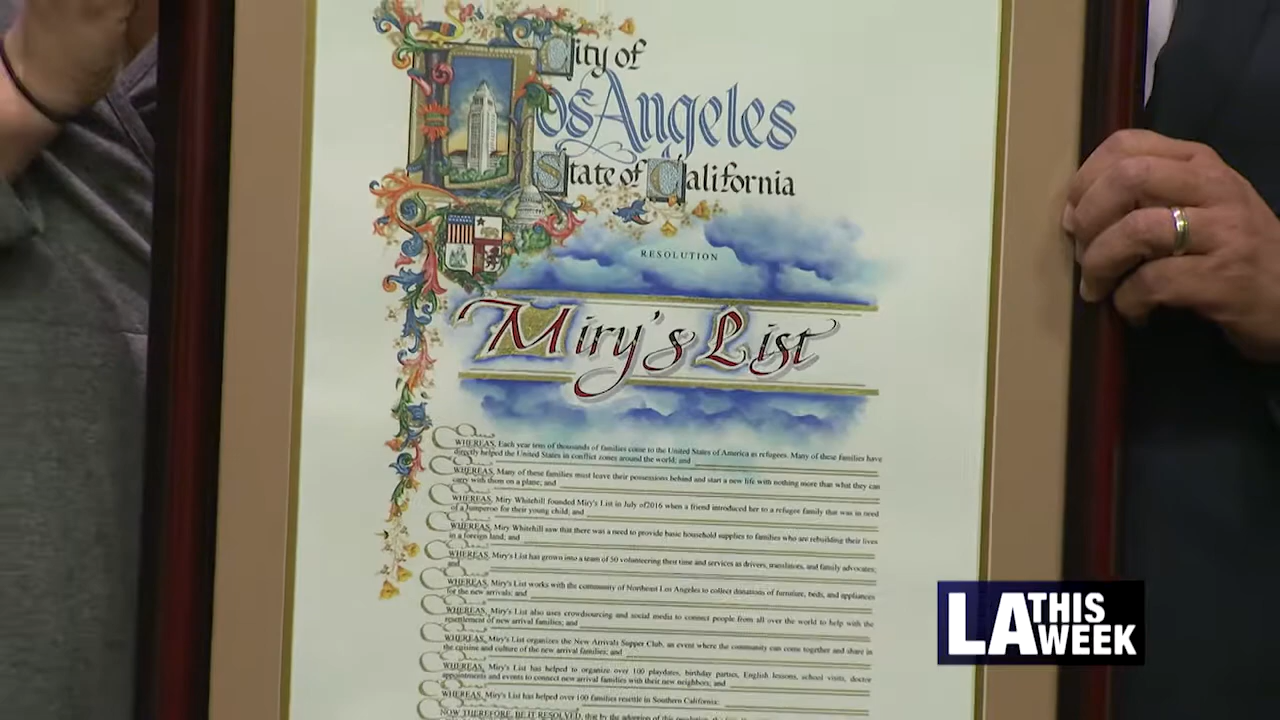 City of
Los Angeles
State of California
RESOLUTION
Miry's List
WHEREAS, Each year tens of thousands of families come to the United States of America as refugees. Many of these families have
directly helped the United States in conflict zones around the world; and
WHEREAS, Many of these families must leave their possessions behind and start a new life with nothing more than what they can
carry with them on a plane; and
WHEREAS, Miry Whitehill founded Miry's List in July of2016 when a friend introduced her to a refugee family that was in need
of a Jumperoo for their young child; and
WHEREAS, Miry Whitehill saw that there was a need to provide basic household supplies to families who are rebuilding their lives
in a foreign land; and
WHEREAS, Miry's List has grown into a team of 50 volunteering their time and services as drivers, translators, and family advocates;
and
WHEREAS, Miry's List works with the community of Northeast Los Angeles to collect donations of furniture, beds, and appliances
for the new arrivals; and
WHEREAS, Miry's List also uses crowdsourcing and social media to connect people from all over the world to help with the
resettlement of new arrival families; and
WHEREAS, Miry's List organizes the New Arrivals Supper Club, an event where the community can come together and share in
the cuisine and culture of the new arrival families; and
WHEREAS, Miry's List has helped to organize over 100 playdates, birthday parties, English lessons, school visits, doctor
appointments and events to connect new arrival families with their new neighbors; and
WHEREAS, Miry's List has helped over 100 families resettle in Southern California:
NOW THEREFORE, BE IT RESOLVED, that by the adoption of this resolution, the
LA THIS
WEEK